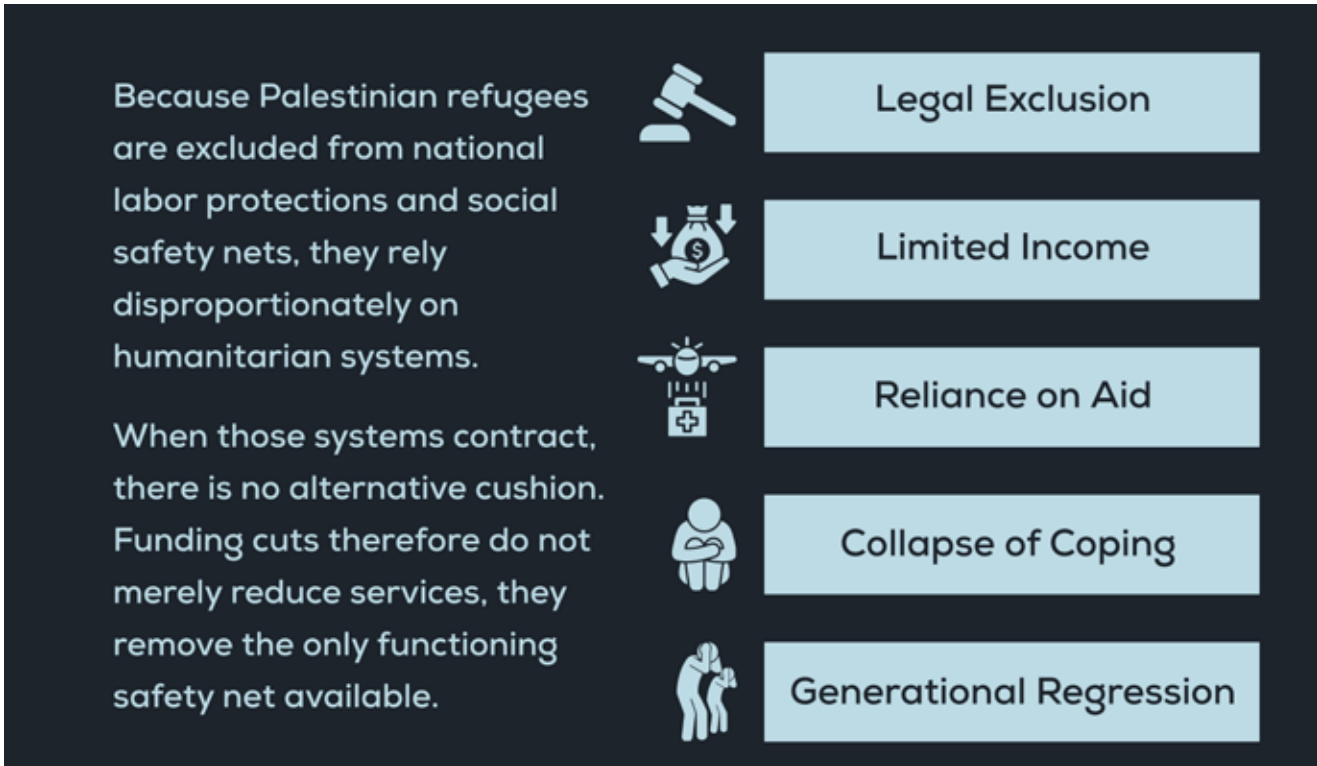 Because Palestinian refugees
are excluded from national
labor protections and social
safety nets, they rely
disproportionately on
humanitarian systems.
When those systems contract,
there is no alternative cushion.
Funding cuts therefore do not
merely reduce services, they
remove the only functioning
safety net available.
Legal Exclusion
$
Limited Income
Reliance on Aid
Collapse of Coping
Generational Regression